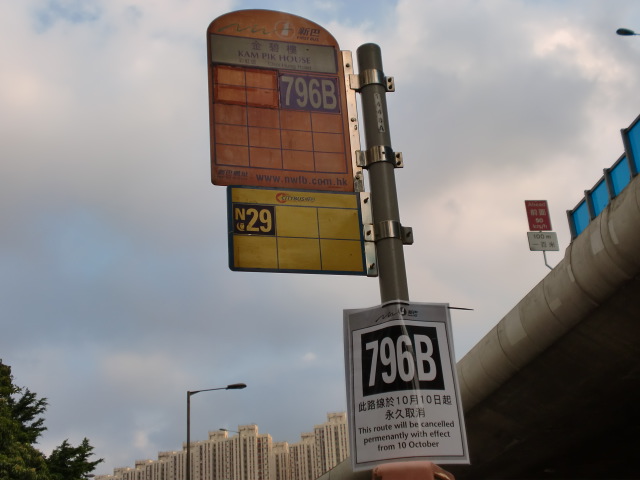 新巴
金碧樓
KAM PIK HOUSE
796B
www.nwfb.com.hk
N29
796B
此路線於10月10日起
永久取消
This route will be cancelled
permenantly with effect
from 10 October